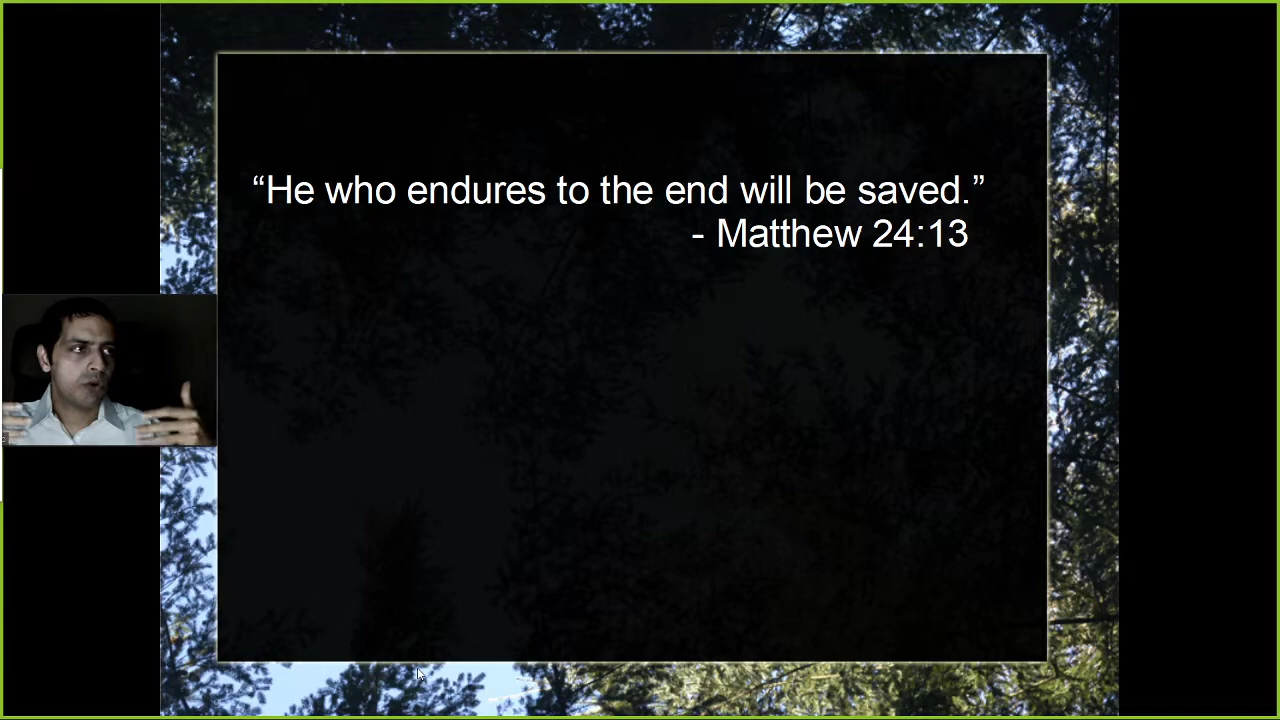 “He who endures to the end will be saved.”
- Matthew 24:13